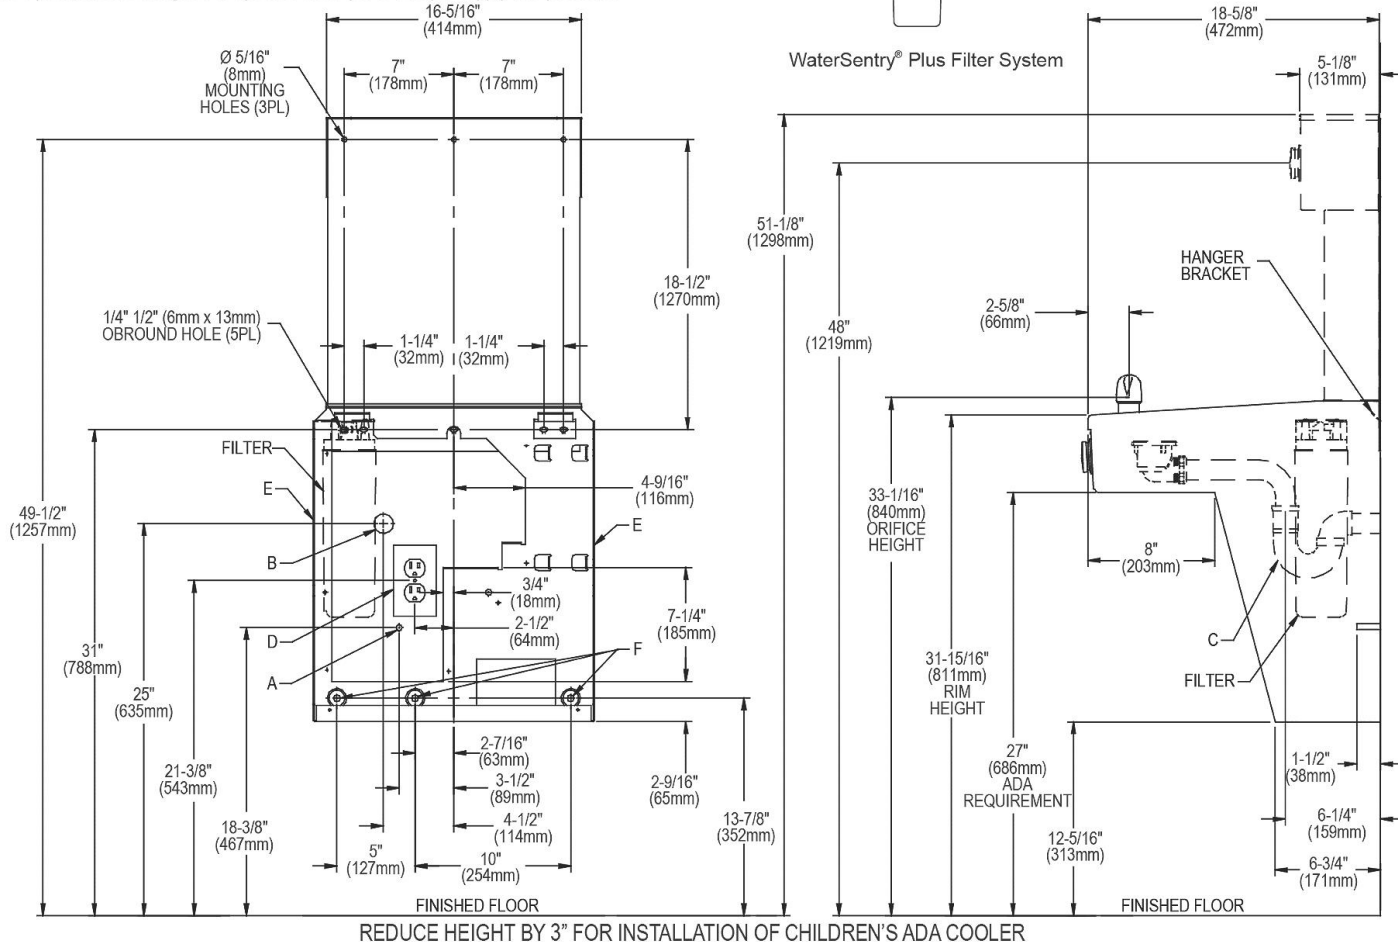 16-5/16"
(414mm)
Ø 5/16"
(8mm)
MOUNTING
HOLES (3PL)
7"
(178mm)
7"
(178mm)
WaterSentry® Plus Filter System
18-5/8"
(472mm)
5-1/8"
(131mm)
51-1/8"
(1298mm)
18-1/2"
(1270mm)
HANGER
BRACKET
1/4" 1/2" (6mm x 13mm)
OBROUND HOLE (5PL)
1-1/4"
(32mm)
1-1/4"
(32mm)
2-5/8"
(66mm)
48"
(1219mm)
FILTER
E
4-9/16"
(116mm)
49-1/2"
(1257mm)
E
33-1/16"
(840mm)
ORIFICE
HEIGHT
B
8"
(203mm)
3/4"
(18mm)
2-1/2"
(64mm)
7-1/4"
(185mm)
D
F
C
31"
(788mm)
A
31-15/16"
(811mm)
RIM
HEIGHT
FILTER
25"
(635mm)
2-7/16"
(63mm)
3-1/2"
(89mm)
2-9/16"
(65mm)
27"
(686mm)
ADA
REQUIREMENT
1-1/2"
(38mm)
21-3/8"
(543mm)
4-1/2"
(114mm)
13-7/8"
(352mm)
6-1/4"
(159mm)
18-3/8"
(467mm)
12-5/16"
(313mm)
5"
(127mm)
10"
(254mm)
6-3/4"
(171mm)
FINISHED FLOOR
FINISHED FLOOR
REDUCE HEIGHT BY 3” FOR INSTALLATION OF CHILDREN’S ADA COOLER